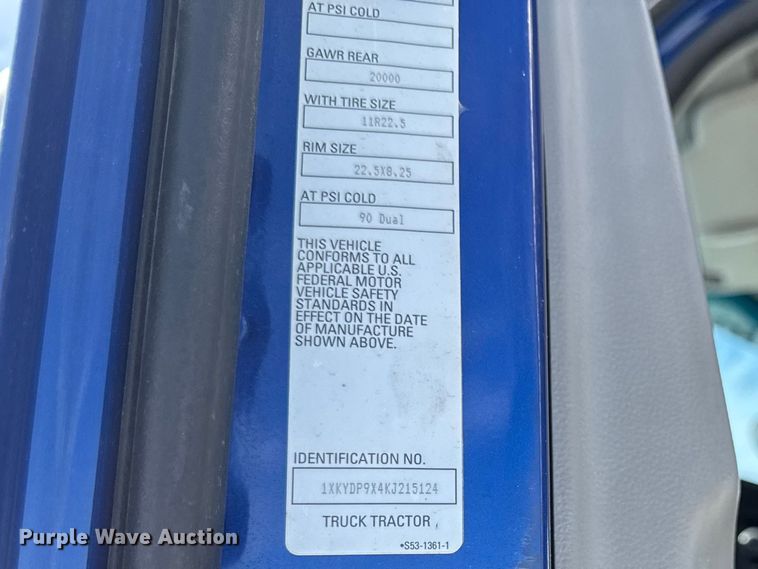 AT PSI COLD
GAWR REAR
20000
WITH TIRE SIZE
11R22.5
RIM SIZE
22.5X8.25
AT PSI COLD
90 Dual
THIS VEHICLE
CONFORMS TO ALL
APPLICABLE U.S.
FEDERAL MOTOR
VEHICLE SAFETY
STANDARDS IN
EFFECT ON THE DATE
OF MANUFACTURE
SHOWN ABOVE.
IDENTIFICATION NO.
1XKYDP9X4KJ215124
TRUCK TRACTOR
*S53-1361-1
Purple Wave Auction